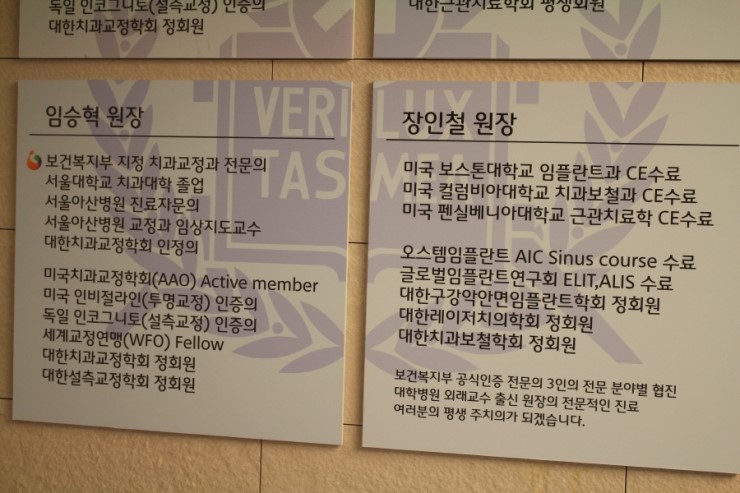 독일 인코그니토(설측교정) 인증의
대한치과교정학회 정회원
대한근관치료학회 평생회원
임승혁 원장
보건복지부 지정 치과교정과 전문의
서울대학교 치과대학 졸업
서울아산병원 진료자문의
서울아산병원 교정과 임상지도교수
대한치과교정학회 인정의
미국치과교정학회(AAO) Active member
미국 인비절라인(투명교정) 인증의
독일 인코그니토(설측교정) 인증의
세계교정연맹(WFO) Fellow
대한치과교정학회 정회원
대한설측교정학회 정회원
장인철 원장
미국 보스톤대학교 임플란트과 CE수료
미국 컬럼비아대학교 치과보철과 CE수료
미국 펜실베니아대학교 근관치료학 CE수료
오스템임플란트 AIC Sinus course 수료
글로벌임플란트연구회 ELIT,ALIS 수료
대한구강악안면임플란트학회 정회원
대한레이저치의학회 정회원
대한치과보철학회 정회원
보건복지부 공식인증 전문의 3인의 전문 분야별 협진
대학병원 외래교수 출신 원장의 전문적인 진료
여러분의 평생 주치의가 되겠습니다.
VERI LUX
TAS MEA